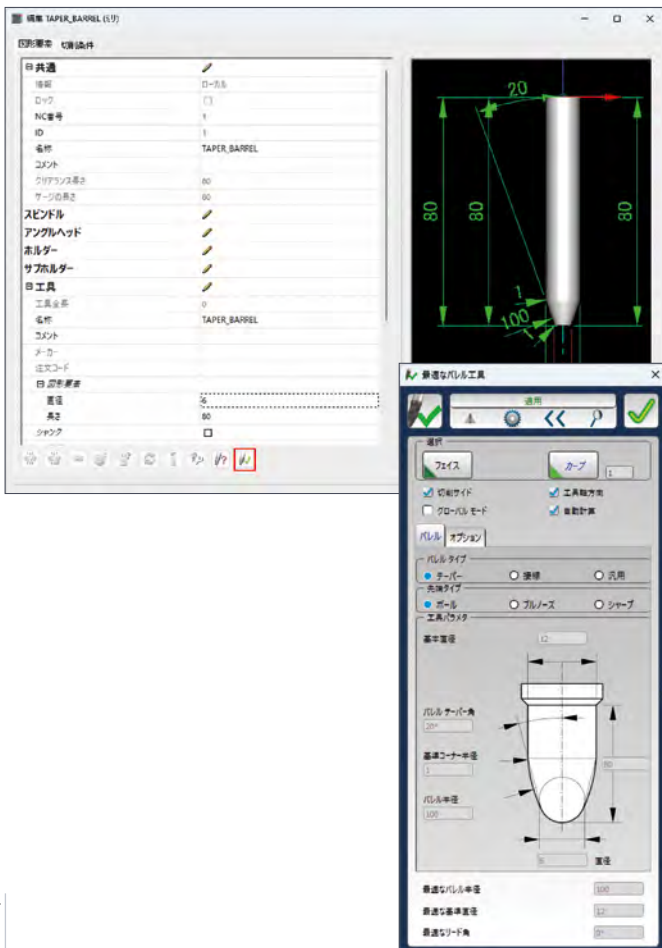 編集 TAPER_BARREL (ミリ)
図形要素 切削条件
共通
情報 ローカル
ロック
NC番号 1
ID 1
名称 TAPER_BARREL
コメント
クリアランス長さ 60
ゲージの長さ 60
スピンドル
アングルヘッド
ホルダー
サブホルダー
工具
工具全長 0
名称 TAPER_BARREL
コメント
メーカー
注文コード
図形要素
直径 6
長さ 80
シャンク
20
80 80 80
1
100
1
最適なバレル工具
適用
選択
フェイス カーブ 1
切削サイド 工具軸方向
グローバル モード 自動計算
バレル オプション
バレル タイプ
テーパー 接線 汎用
先端タイプ
ボール ブルノーズ シャープ
工具パラメタ
基本直径 12
バレル テーパー角
20°
基準コーナー半径
1
80
バレル半径
100
6 直径
最適なバレル半径 100
最適な基準直径 12
最適なリード角 0°